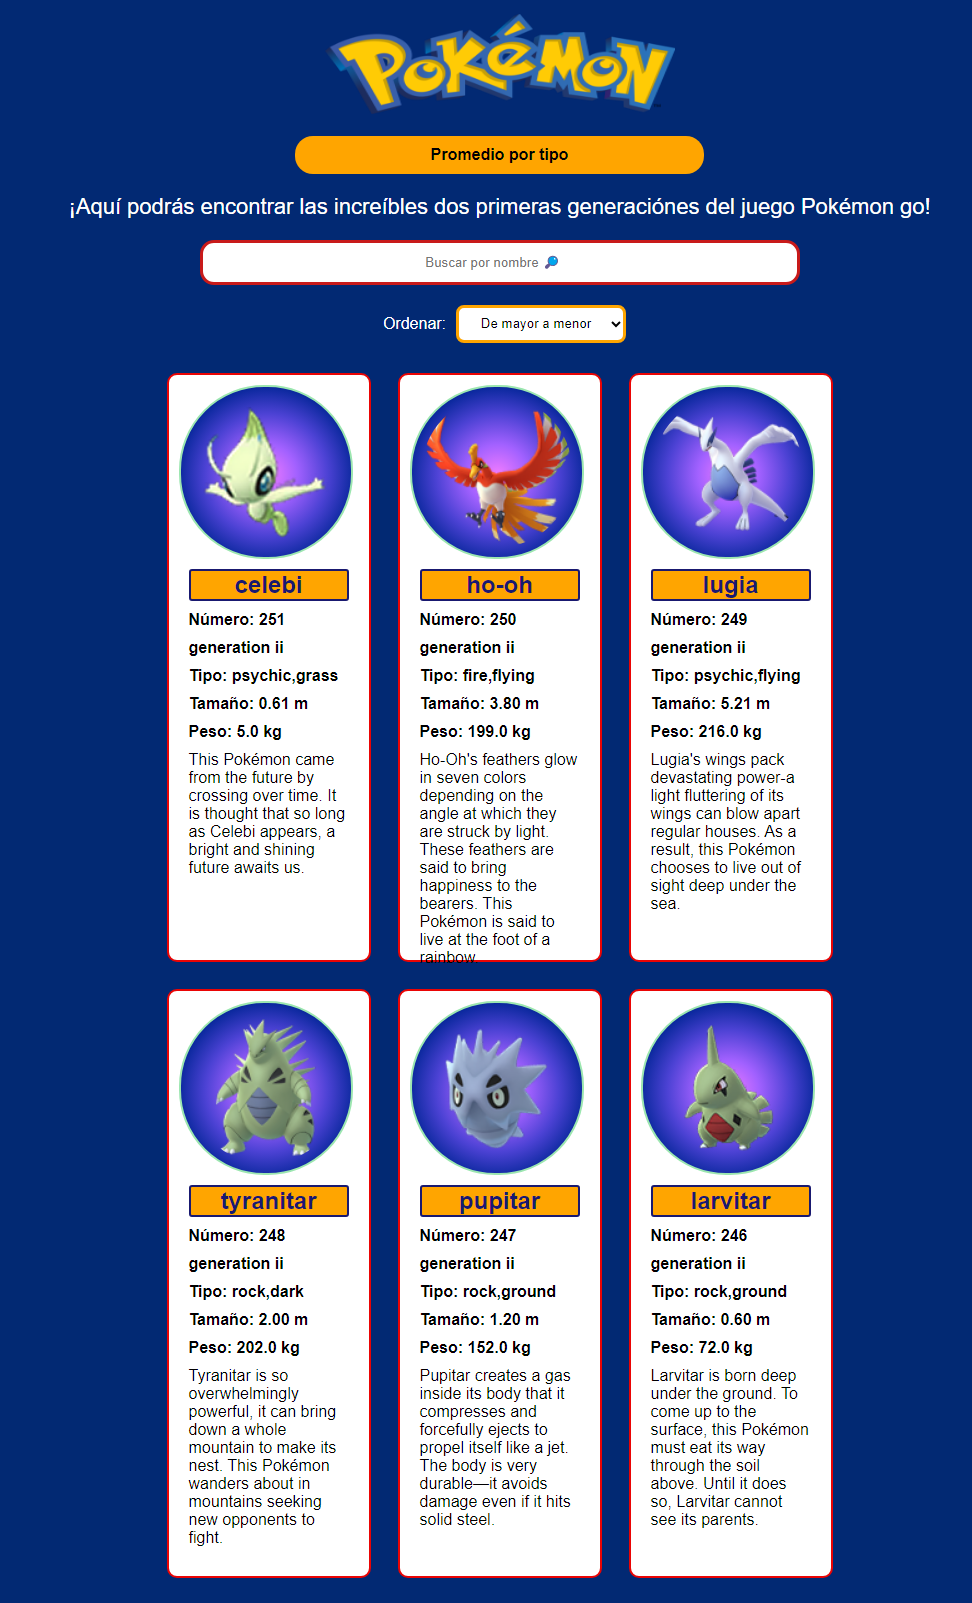 POKéMON
Promedio por tipo
¡Aquí podrás encontrar las increíbles dos primeras generaciónes del juego Pokémon go!
Buscar por nombre 🔎
Ordenar: De mayor a menor
celebi
Número: 251
generation ii
Tipo: psychic,grass
Tamaño: 0.61 m
Peso: 5.0 kg
This Pokémon came
from the future by
crossing over time. It
is thought that so long
as Celebi appears, a
bright and shining
future awaits us.
ho-oh
Número: 250
generation ii
Tipo: fire,flying
Tamaño: 3.80 m
Peso: 199.0 kg
Ho-Oh's feathers glow
in seven colors
depending on the
angle at which they
are struck by light.
These feathers are
said to bring
happiness to the
bearers. This
Pokémon is said to
live at the foot of a
rainbow.
lugia
Número: 249
generation ii
Tipo: psychic,flying
Tamaño: 5.21 m
Peso: 216.0 kg
Lugia's wings pack
devastating power-a
light fluttering of its
wings can blow apart
regular houses. As a
result, this Pokémon
chooses to live out of
sight deep under the
sea.
tyranitar
Número: 248
generation ii
Tipo: rock,dark
Tamaño: 2.00 m
Peso: 202.0 kg
Tyranitar is so
overwhelmingly
powerful, it can bring
down a whole
mountain to make its
nest. This Pokémon
wanders about in
mountains seeking
new opponents to
fight.
pupitar
Número: 247
generation ii
Tipo: rock,ground
Tamaño: 1.20 m
Peso: 152.0 kg
Pupitar creates a gas
inside its body that it
compresses and
forcefully ejects to
propel itself like a jet.
The body is very
durable—it avoids
damage even if it hits
solid steel.
larvitar
Número: 246
generation ii
Tipo: rock,ground
Tamaño: 0.60 m
Peso: 72.0 kg
Larvitar is born deep
under the ground. To
come up to the
surface, this Pokémon
must eat its way
through the soil
above. Until it does
so, Larvitar cannot
see its parents.